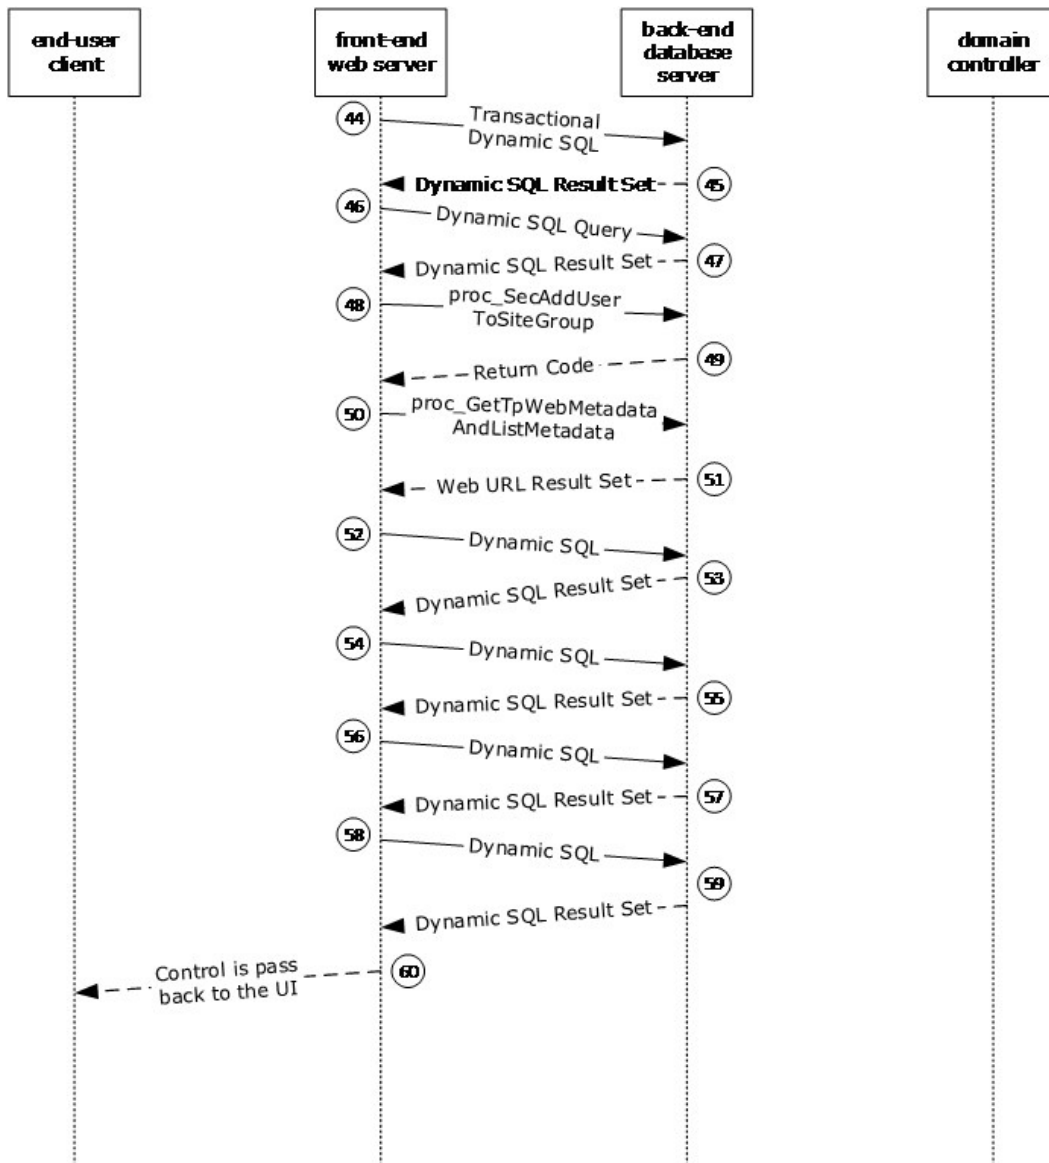 end-user
client
front-end
web server
back-end
database
server
domain
controller
44
Transactional
Dynamic SQL
Dynamic SQL Result Set
45
46
Dynamic SQL Query
Dynamic SQL Result Set
47
48
proc_SecAddUser
ToSiteGroup
Return Code
49
50
proc_GetTpWebMetadata
AndListMetadata
Web URL Result Set
51
52
Dynamic SQL
Dynamic SQL Result Set
53
54
Dynamic SQL
Dynamic SQL Result Set
55
56
Dynamic SQL
Dynamic SQL Result Set
57
58
Dynamic SQL
59
Dynamic SQL Result Set
Control is pass
back to the UI
60